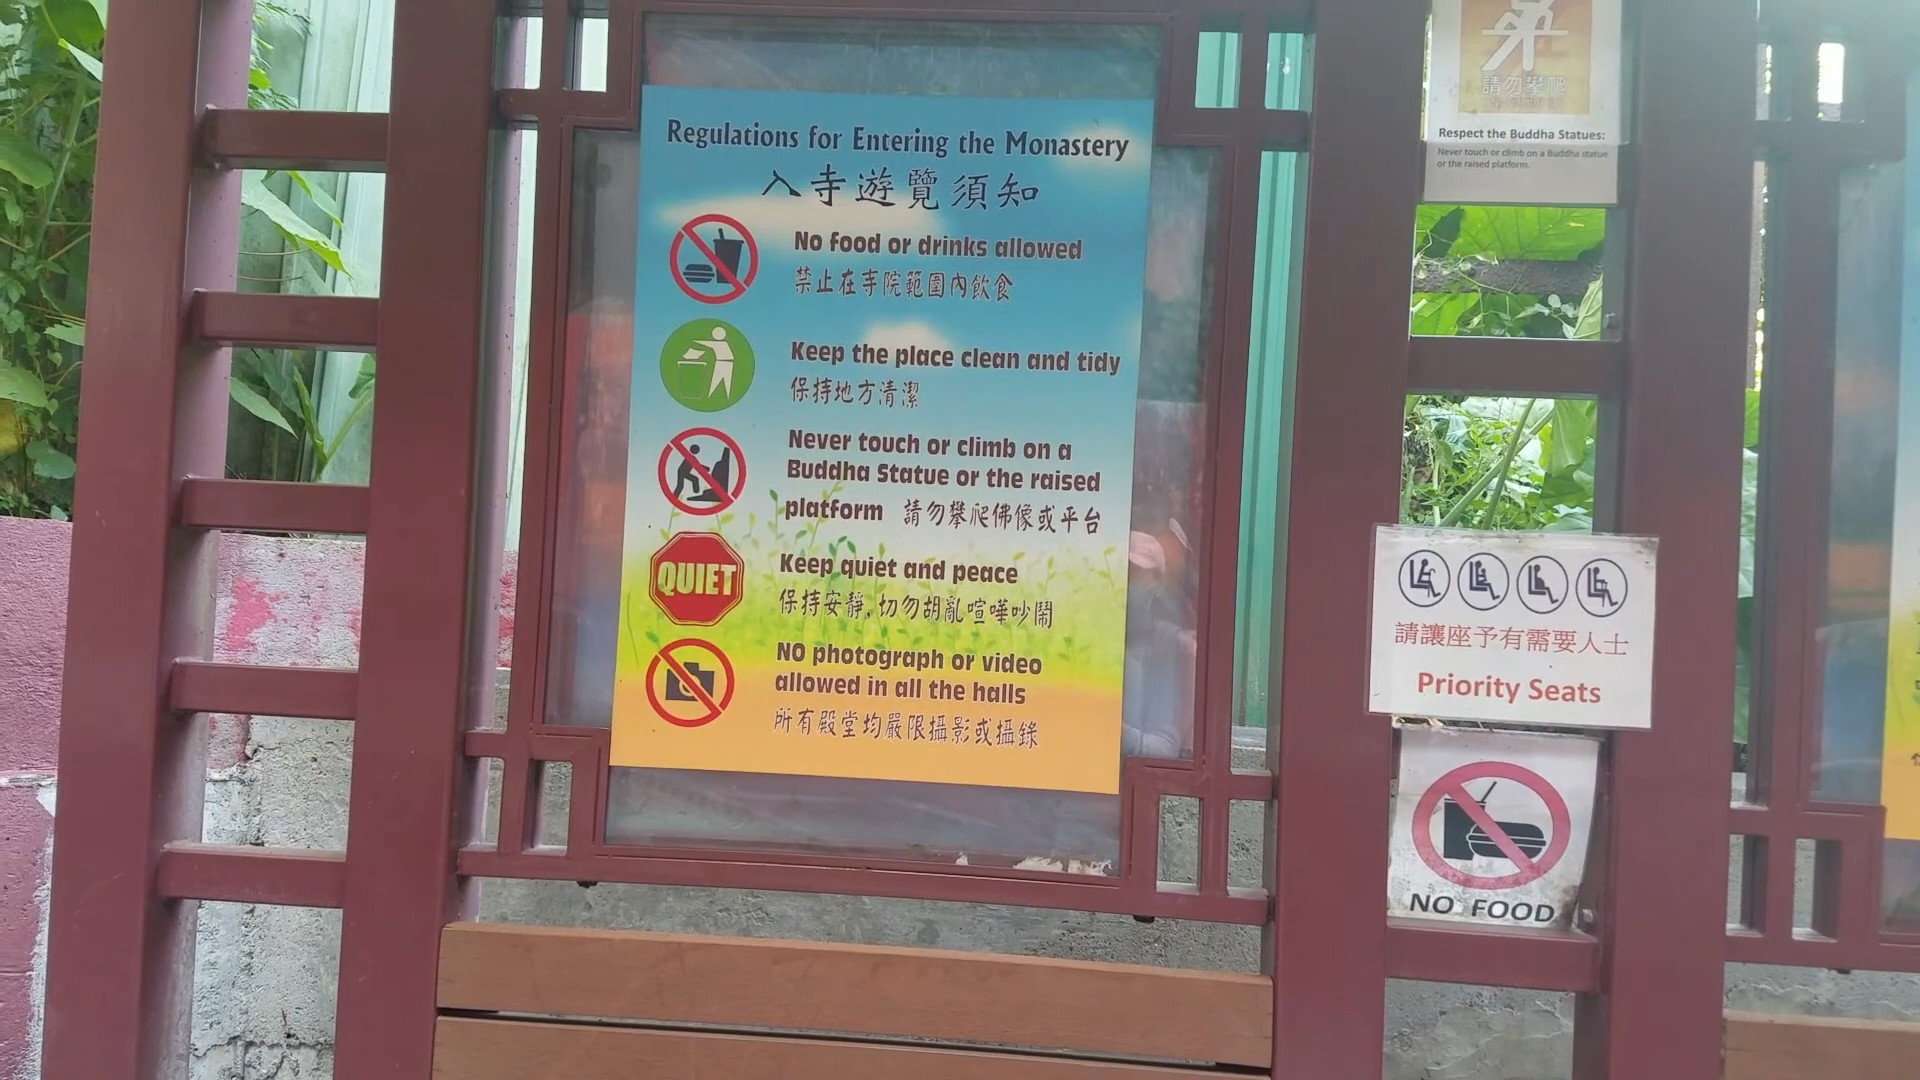 Regulations for Entering the Monastery
入寺遊覽須知
No food or drinks allowed
禁止在寺院範圍內飲食
Keep the place clean and tidy
保持地方清潔
Never touch or climb on a
Buddha Statue or the raised
platform 請勿攀爬佛像或平台
QUIET
Keep quiet and peace
保持安靜,切勿胡亂喧嘩吵鬧
NO photograph or video
allowed in all the halls
所有殿堂均嚴限攝影或攝錄
請勿攀爬
Respect the Buddha Statues:
Never touch or climb on a Buddha statue
or the raised platform.
請讓座予有需要人士
Priority Seats
NO FOOD